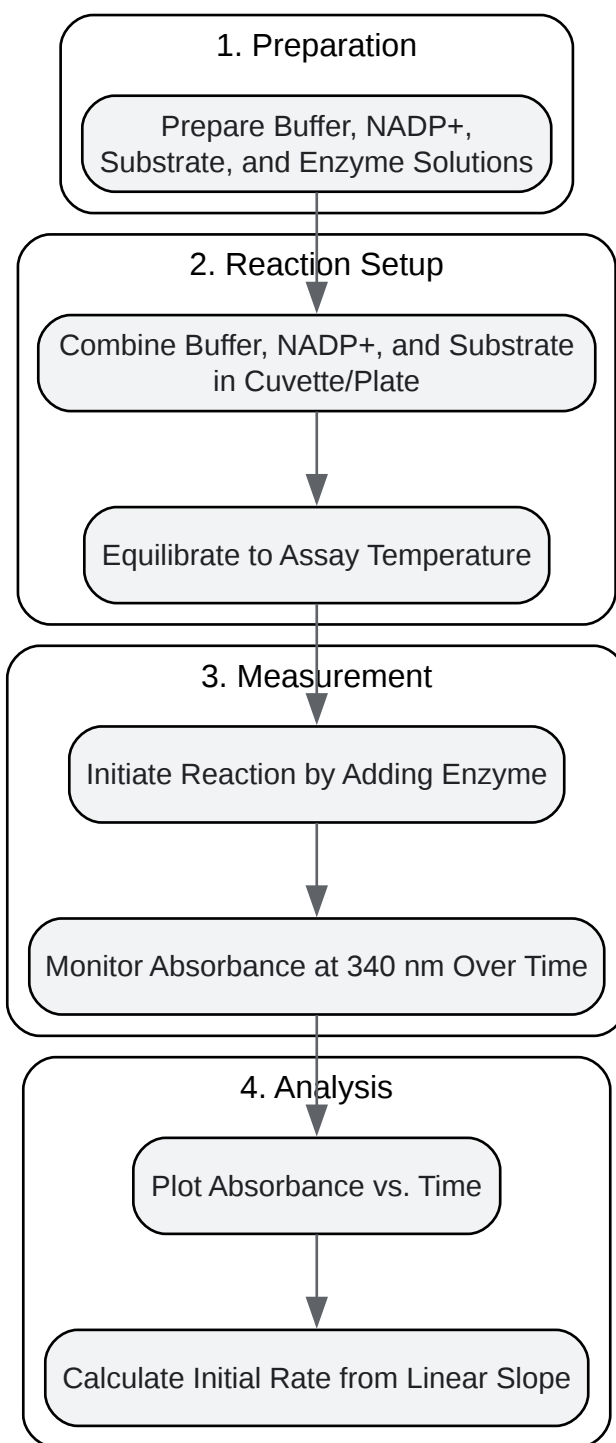 1. Preparation
Prepare Buffer, NADP+,
Substrate, and Enzyme Solutions
2. Reaction Setup
Combine Buffer, NADP+, and Substrate
in Cuvette/Plate
Equilibrate to Assay Temperature
3. Measurement
Initiate Reaction by Adding Enzyme
Monitor Absorbance at 340 nm Over Time
4. Analysis
Plot Absorbance vs. Time
Calculate Initial Rate from Linear Slope